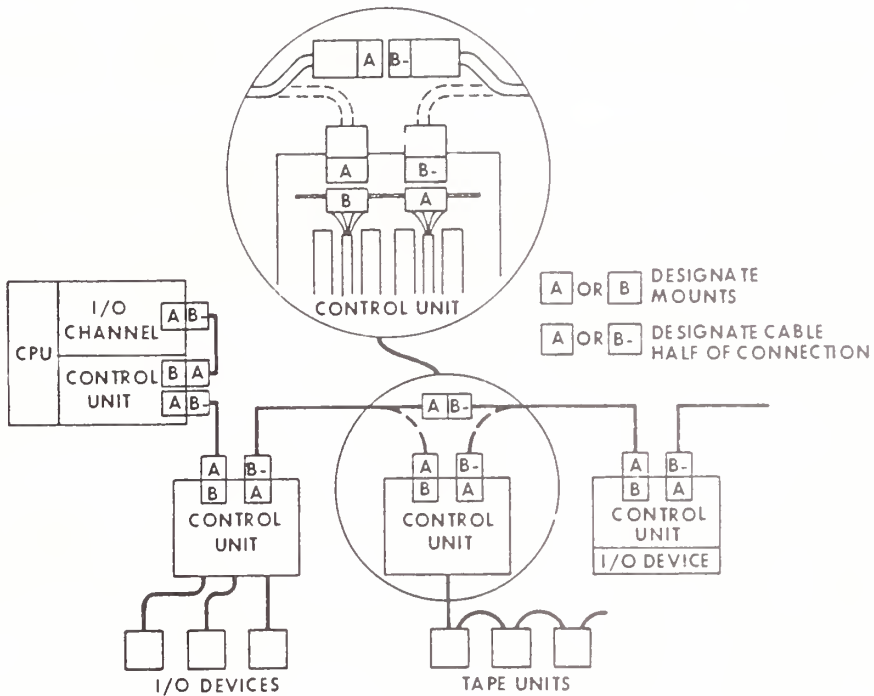 A B-
A B-
B A
CONTROL UNIT
A OR B DESIGNATE
MOUNTS
A OR B- DESIGNATE CABLE
HALF OF CONNECTION
CPU
I/O
CHANNEL
A B-
CONTROL
UNIT
B A
A B-
A B-
A B-
B A
CONTROL
UNIT
A B-
B A
CONTROL
UNIT
A B-
B A
CONTROL
UNIT
I/O DEVICE
I/O DEVICES
TAPE UNITS